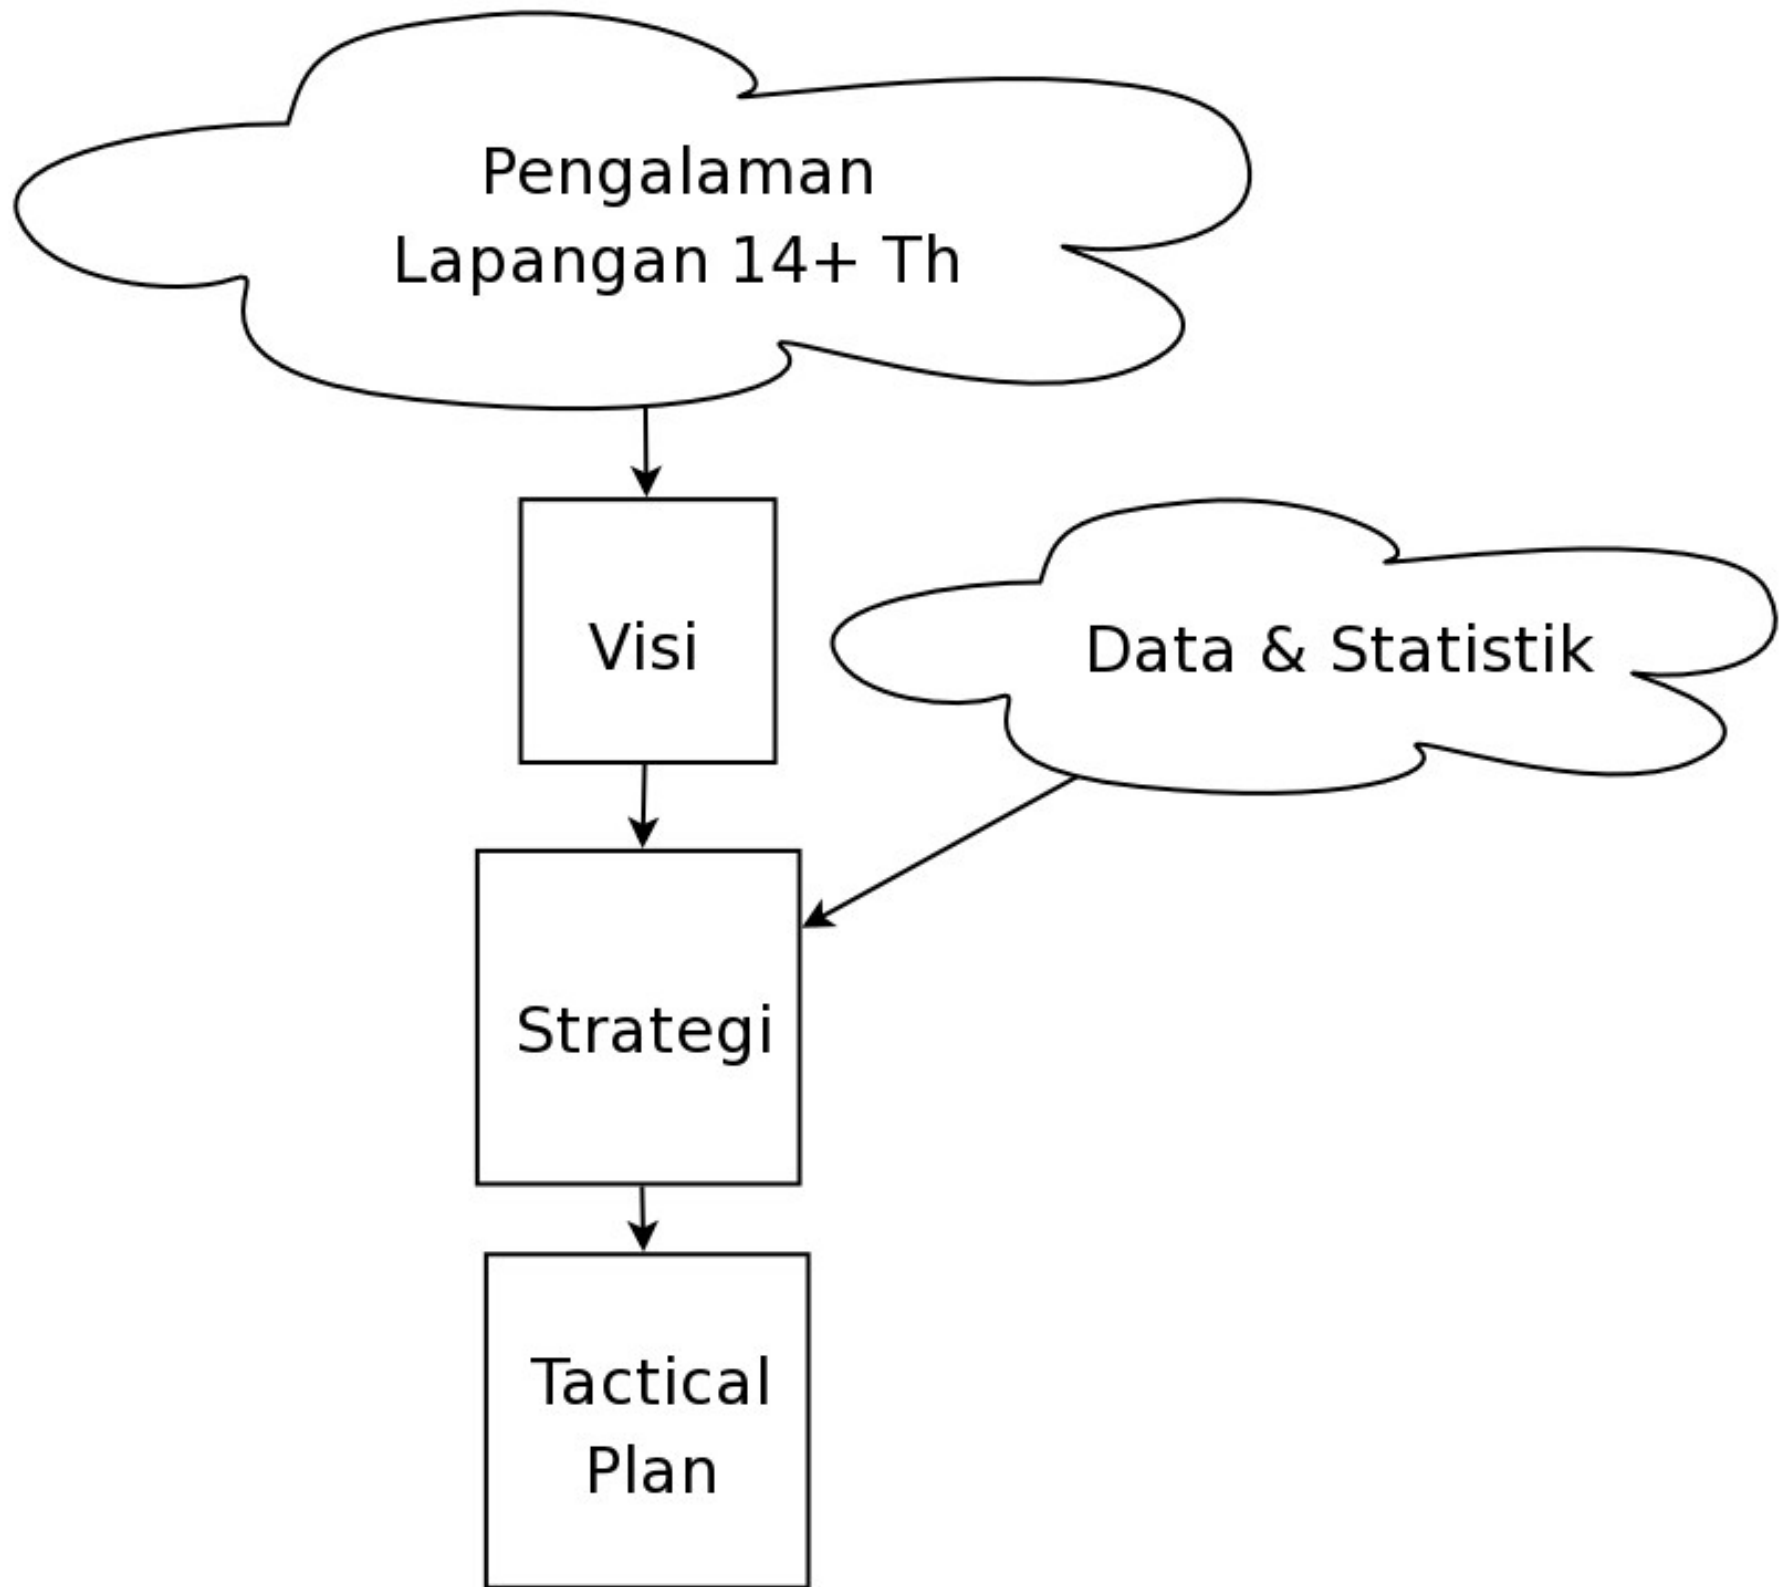 Pengalaman
Lapangan 14+ Th
Visi
Data & Statistik
Strategi
Tactical
Plan